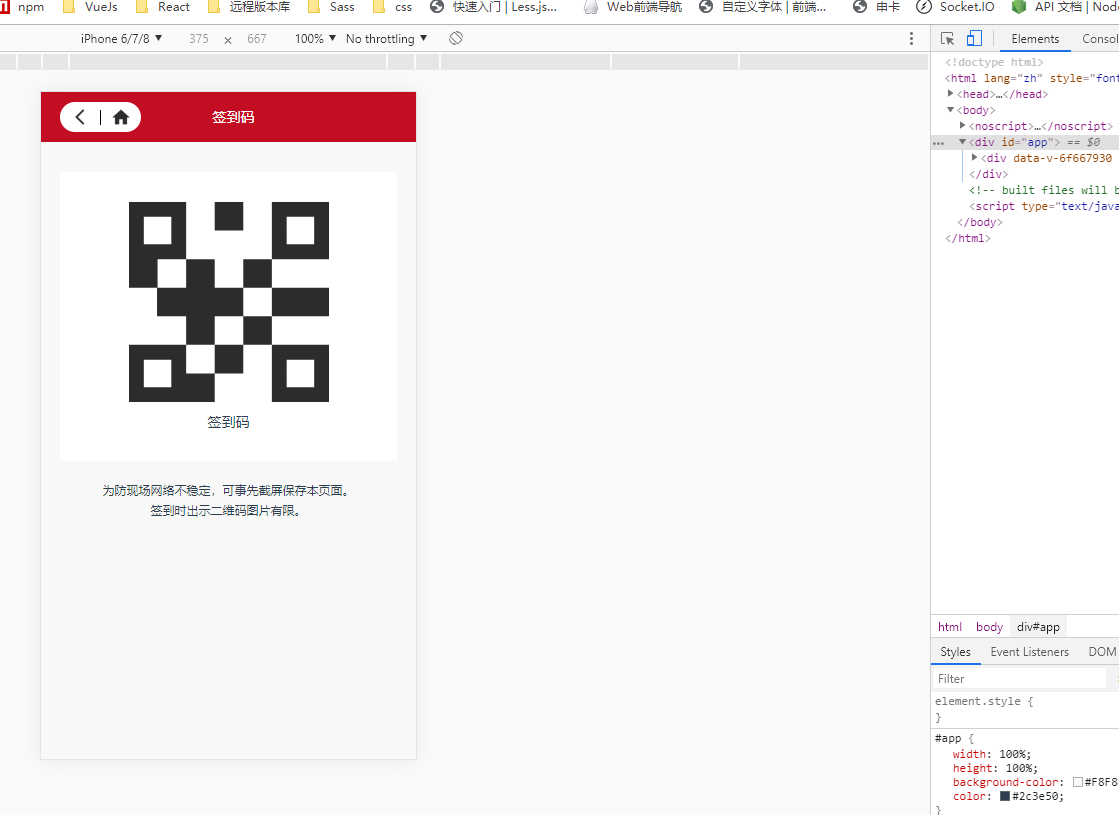 npm VueJs React 远程版本库 Sass css 快速入门 | Less.js... Web前端导航 自定义字体 | 前端... 申卡 Socket.IO API 文档 | Node
iPhone 6/7/8 375 × 667 100% No throttling Elements Consol
<!doctype html>
<html lang="zh" style="font
<head>…</head>
<body>
<noscript>…</noscript>
<div id="app"> == $0
<div data-v-6f667930
</div>
<!-- built files will b
<script type="text/java
</body>
</html>
签到码
签到码
为防现场网络不稳定，可事先截屏保存本页面。
签到时出示二维码图片有限。
html body div#app
Styles Event Listeners DOM
Filter
element.style {
}
#app {
width: 100%;
height: 100%;
background-color: #F8F8
color: #2c3e50;
}